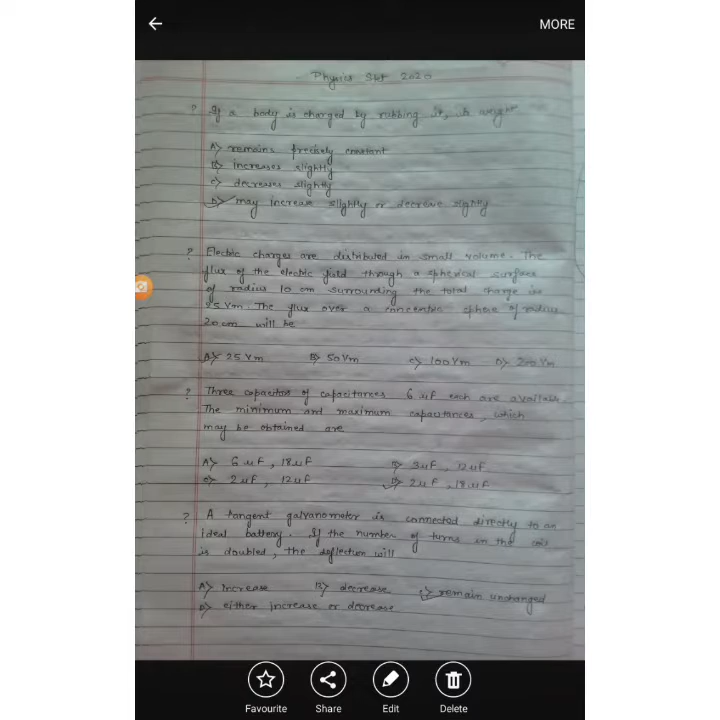 MORE
Physics Set 2020
? If a body is charged by rubbing it, its weight
A> remains precisely constant
B> increases slightly
C> decreases slightly
D> may increase slightly or decrease slightly
? Electric charges are distributed in small volume. The
flux of the electric field through a spherical surface
of radius 10 cm surrounding the total charge is
25 Vm. The flux over a concentric sphere of radius
20 cm will be
A> 25 Vm B> 50 Vm C> 100 Vm D> 200 Vm
? Three capacitors of capacitances 6 uF each are available.
The minimum and maximum capacitances, which
may be obtained are
A> 6 uF, 18 uF B> 3 uF, 12 uF
C> 2 uF, 12 uF D> 2 uF, 18 uF
? A tangent galvanometer is connected directly to an
ideal battery. If the number of turns in the coil
is doubled, the deflection will
A> Increase B> decrease C> remain unchanged
D> either increase or decrease
Favourite Share Edit Delete